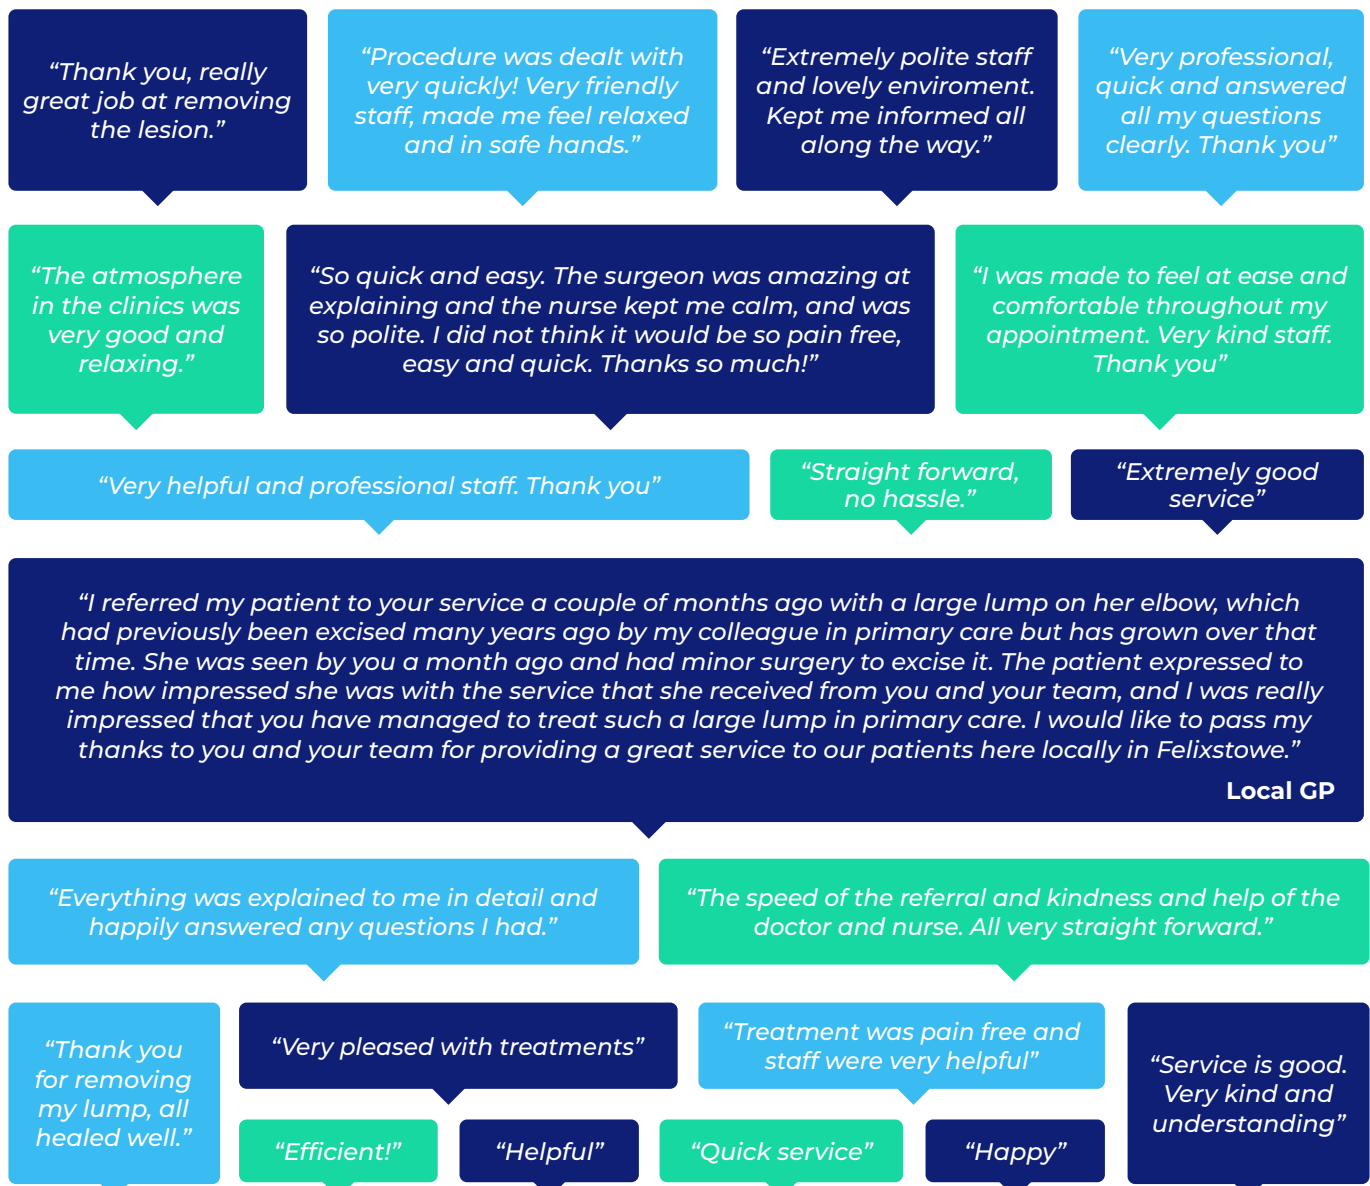 “Thank you, really
great job at removing
the lesion.”
“Procedure was dealt with
very quickly! Very friendly
staff, made me feel relaxed
and in safe hands.”
“Extremely polite staff
and lovely enviroment.
Kept me informed all
along the way.”
“Very professional,
quick and answered
all my questions
clearly. Thank you”
“The atmosphere
in the clinics was
very good and
relaxing.”
“So quick and easy. The surgeon was amazing at
explaining and the nurse kept me calm, and was
so polite. I did not think it would be so pain free,
easy and quick. Thanks so much!”
“I was made to feel at ease and
comfortable throughout my
appointment. Very kind staff.
Thank you”
“Very helpful and professional staff. Thank you”
“Straight forward,
no hassle.”
“Extremely good
service”
“I referred my patient to your service a couple of months ago with a large lump on her elbow, which
had previously been excised many years ago by my colleague in primary care but has grown over that
time. She was seen by you a month ago and had minor surgery to excise it. The patient expressed to
me how impressed she was with the service that she received from you and your team, and I was really
impressed that you have managed to treat such a large lump in primary care. I would like to pass my
thanks to you and your team for providing a great service to our patients here locally in Felixstowe.”
Local GP
“Everything was explained to me in detail and
happily answered any questions I had.”
“The speed of the referral and kindness and help of the
doctor and nurse. All very straight forward.”
“Thank you
for removing
my lump, all
healed well.”
“Very pleased with treatments”
“Treatment was pain free and
staff were very helpful”
“Service is good.
Very kind and
understanding”
“Efficient!”
“Helpful”
“Quick service”
“Happy”